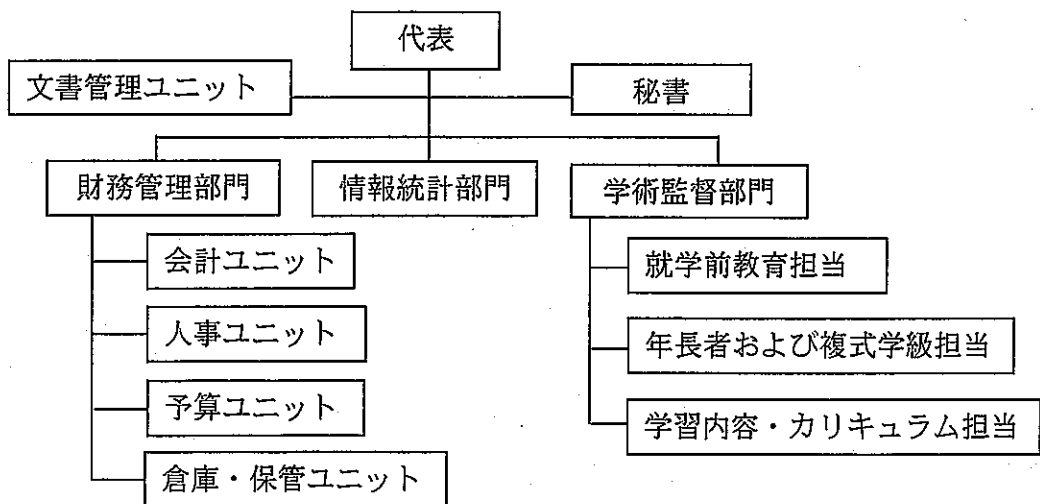 代表
文書管理ユニット
秘書
財務管理部門
情報統計部門
学術監督部門
会計ユニット
人事ユニット
予算ユニット
倉庫・保管ユニット
就学前教育担当
年長者および複式学級担当
学習内容・カリキュラム担当